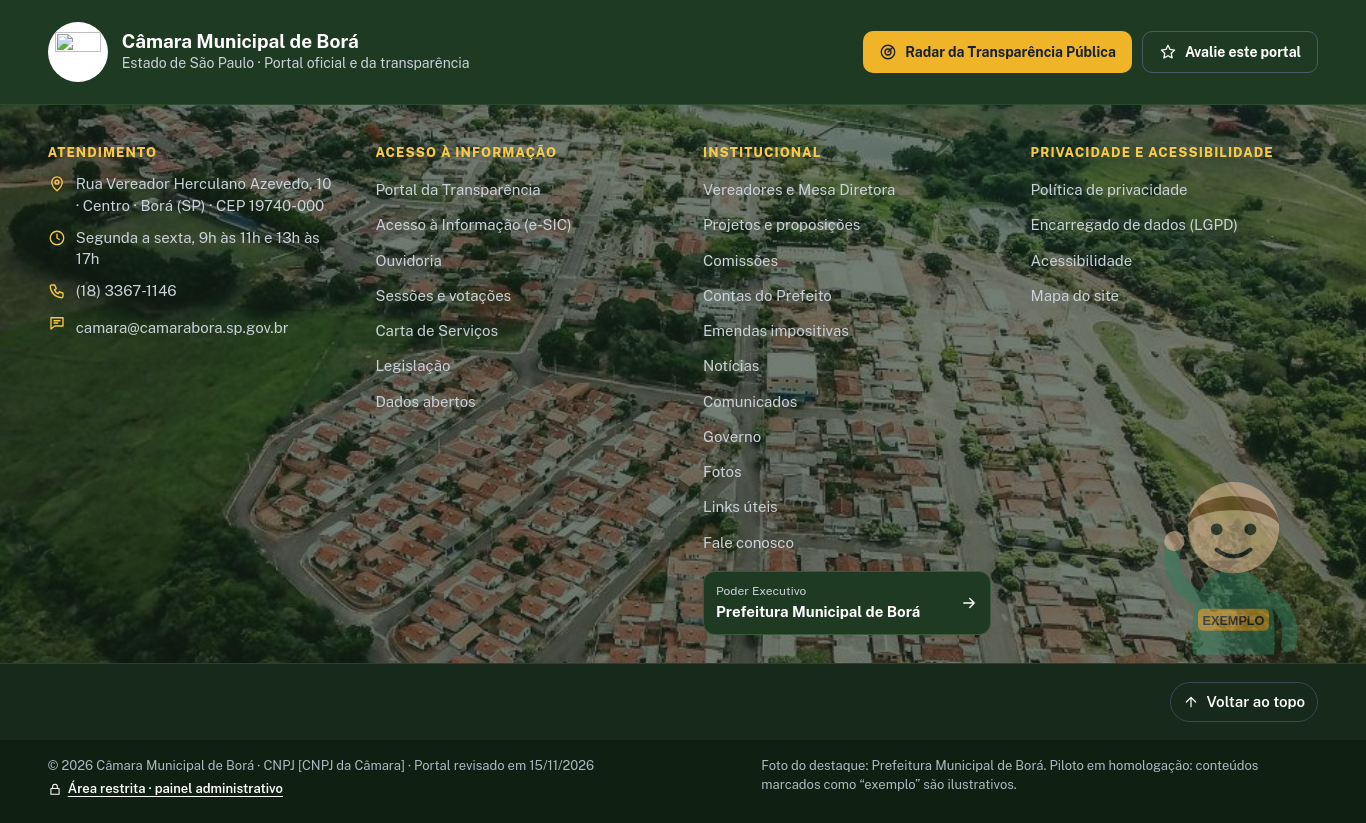 Câmara Municipal de Borá
Estado de São Paulo · Portal oficial e da transparência
Radar da Transparência Pública
Avalie este portal
ATENDIMENTO
Rua Vereador Herculano Azevedo, 10
· Centro · Borá (SP) · CEP 19740-000
Segunda a sexta, 9h às 11h e 13h às
17h
(18) 3367-1146
camara@camarabora.sp.gov.br
ACESSO À INFORMAÇÃO
Portal da Transparência
Acesso à Informação (e-SIC)
Ouvidoria
Sessões e votações
Carta de Serviços
Legislação
Dados abertos
INSTITUCIONAL
Vereadores e Mesa Diretora
Projetos e proposições
Comissões
Contas do Prefeito
Emendas impositivas
Notícias
Comunicados
Governo
Fotos
Links úteis
Fale conosco
Poder Executivo
Prefeitura Municipal de Borá
PRIVACIDADE E ACESSIBILIDADE
Política de privacidade
Encarregado de dados (LGPD)
Acessibilidade
Mapa do site
EXEMPLO
Voltar ao topo
© 2026 Câmara Municipal de Borá · CNPJ [CNPJ da Câmara] · Portal revisado em 15/11/2026
Área restrita · painel administrativo
Foto do destaque: Prefeitura Municipal de Borá. Piloto em homologação: conteúdos
marcados como “exemplo” são ilustrativos.